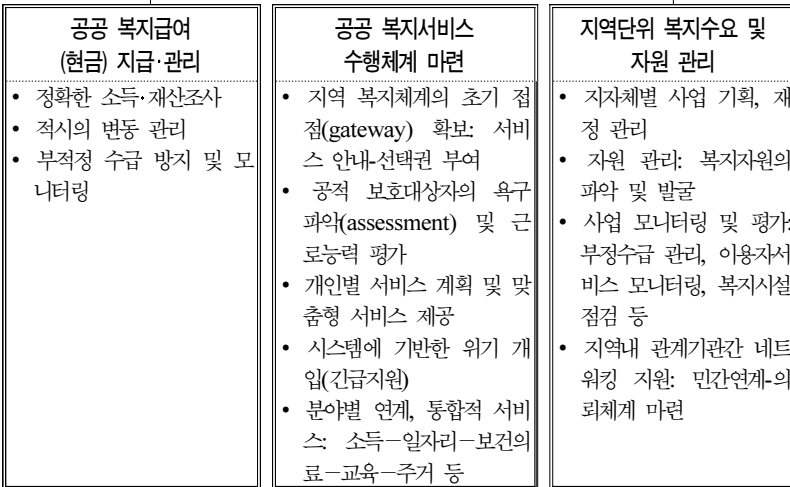 공공 복지급여
(현금) 지급·관리
• 정확한 소득·재산조사
• 적시의 변동 관리
• 부적정 수급 방지 및 모
니터링
공공 복지서비스
수행체계 마련
• 지역 복지체계의 초기 접
점(gateway) 확보: 서비
스 안내-선택권 부여
• 공적 보호대상자의 욕구
파악(assessment) 및 근
로능력 평가
• 개인별 서비스 계획 및 맞
춤형 서비스 제공
• 시스템에 기반한 위기 개
입(긴급지원)
• 분야별 연계, 통합적 서비
스: 소득－일자리－보건의
료－교육－주거 등
지역단위 복지수요 및
자원 관리
• 지자체별 사업 기획, 재
정 관리
• 자원 관리: 복지자원의
파악 및 발굴
• 사업 모니터링 및 평가:
부정수급 관리, 이용자서
비스 모니터링, 복지시설
점검 등
• 지역내 관계기관간 네트
워킹 지원: 민간연계-의
뢰체계 마련